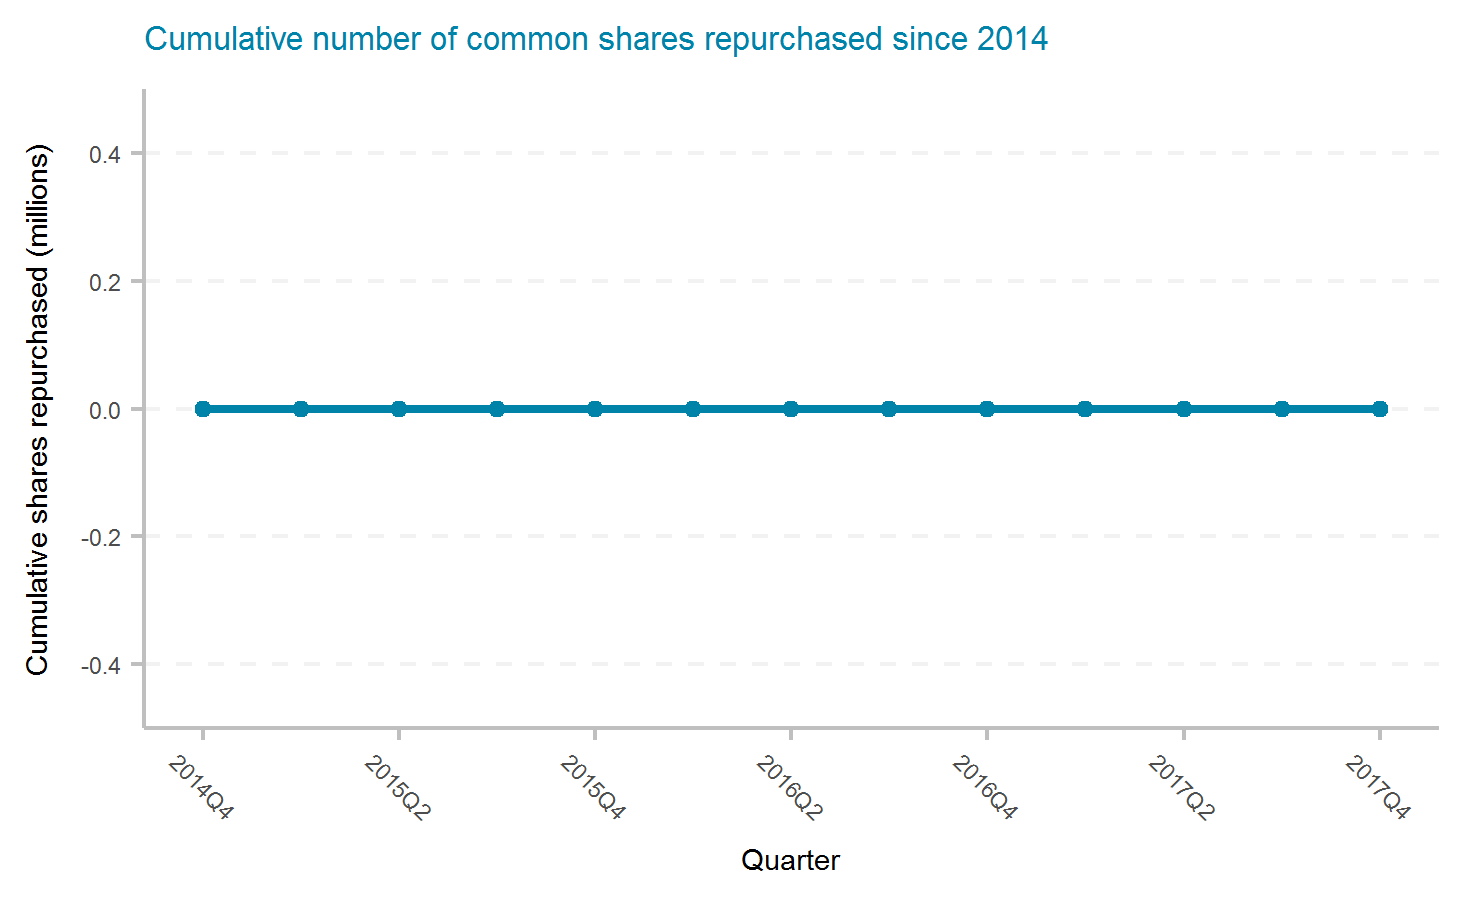 Cumulative number of common shares repurchased since 2014
Cumulative shares repurchased (millions)
0.4
0.2
0.0
-0.2
-0.4
2014Q4
2015Q2
2015Q4
2016Q2
2016Q4
2017Q2
2017Q4
Quarter